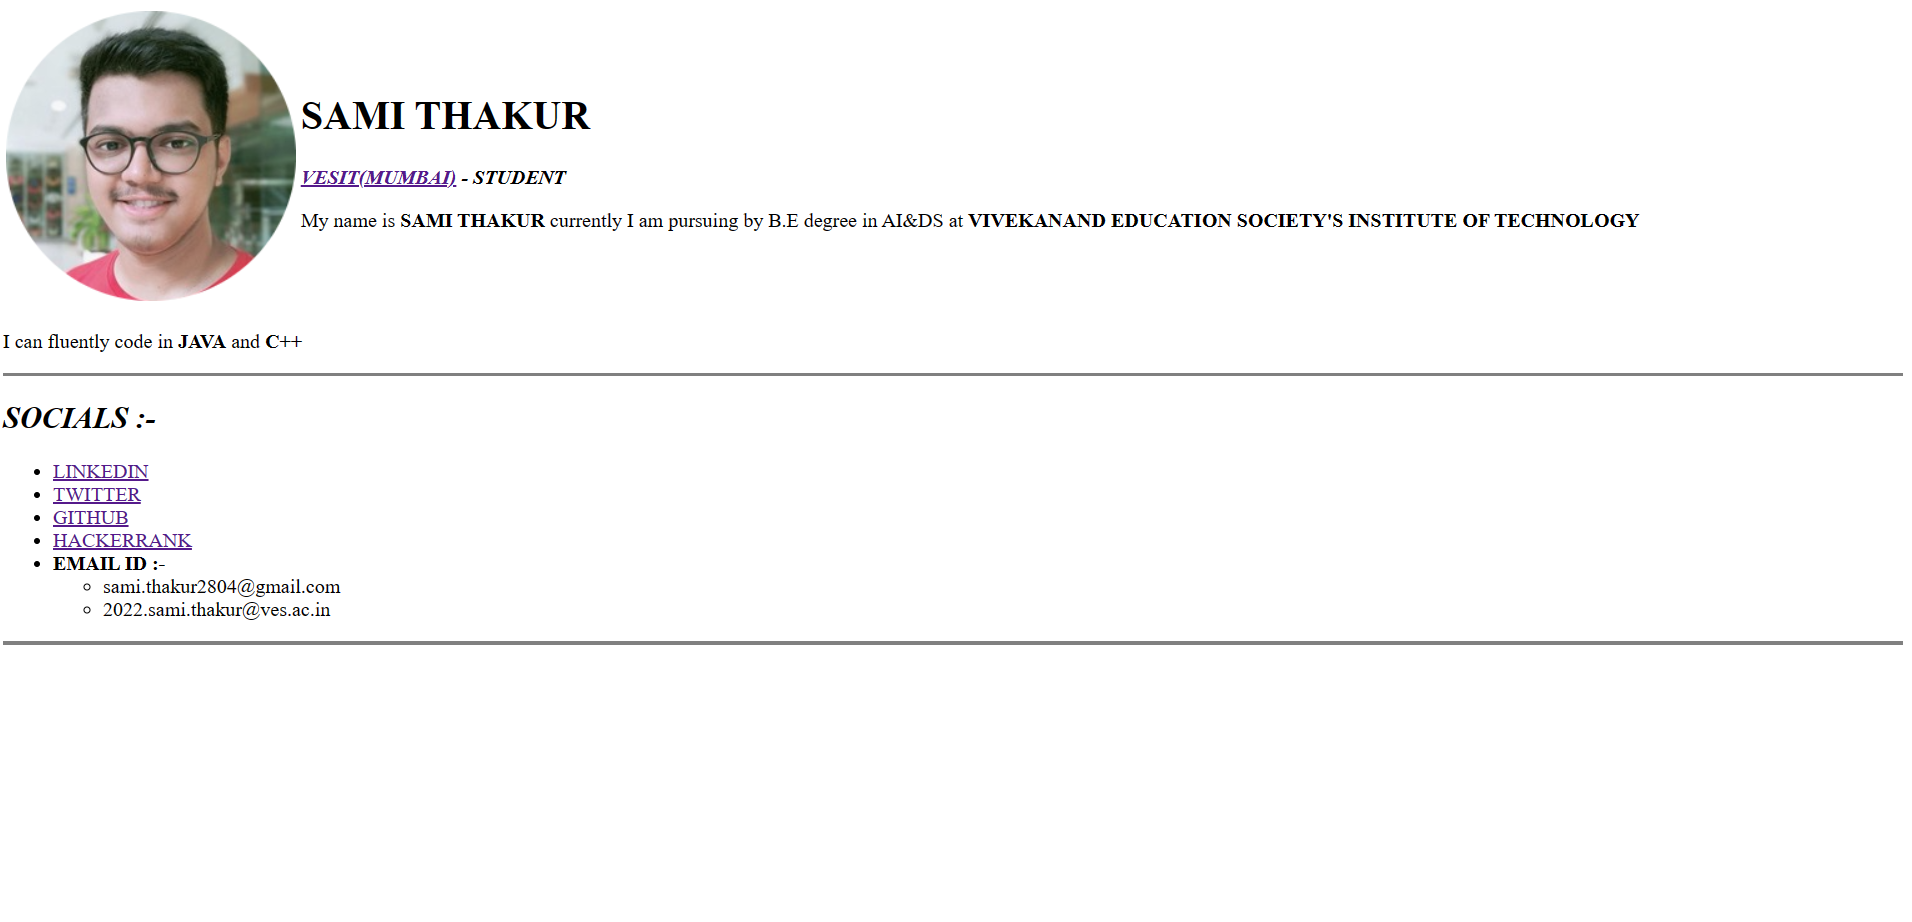 SAMI THAKUR
VESIT(MUMBAI) - STUDENT
My name is SAMI THAKUR currently I am pursuing by B.E degree in AI&DS at VIVEKANAND EDUCATION SOCIETY'S INSTITUTE OF TECHNOLOGY
I can fluently code in JAVA and C++
SOCIALS :-
LINKEDIN
TWITTER
GITHUB
HACKERRANK
EMAIL ID :-
sami.thakur2804@gmail.com
2022.sami.thakur@ves.ac.in